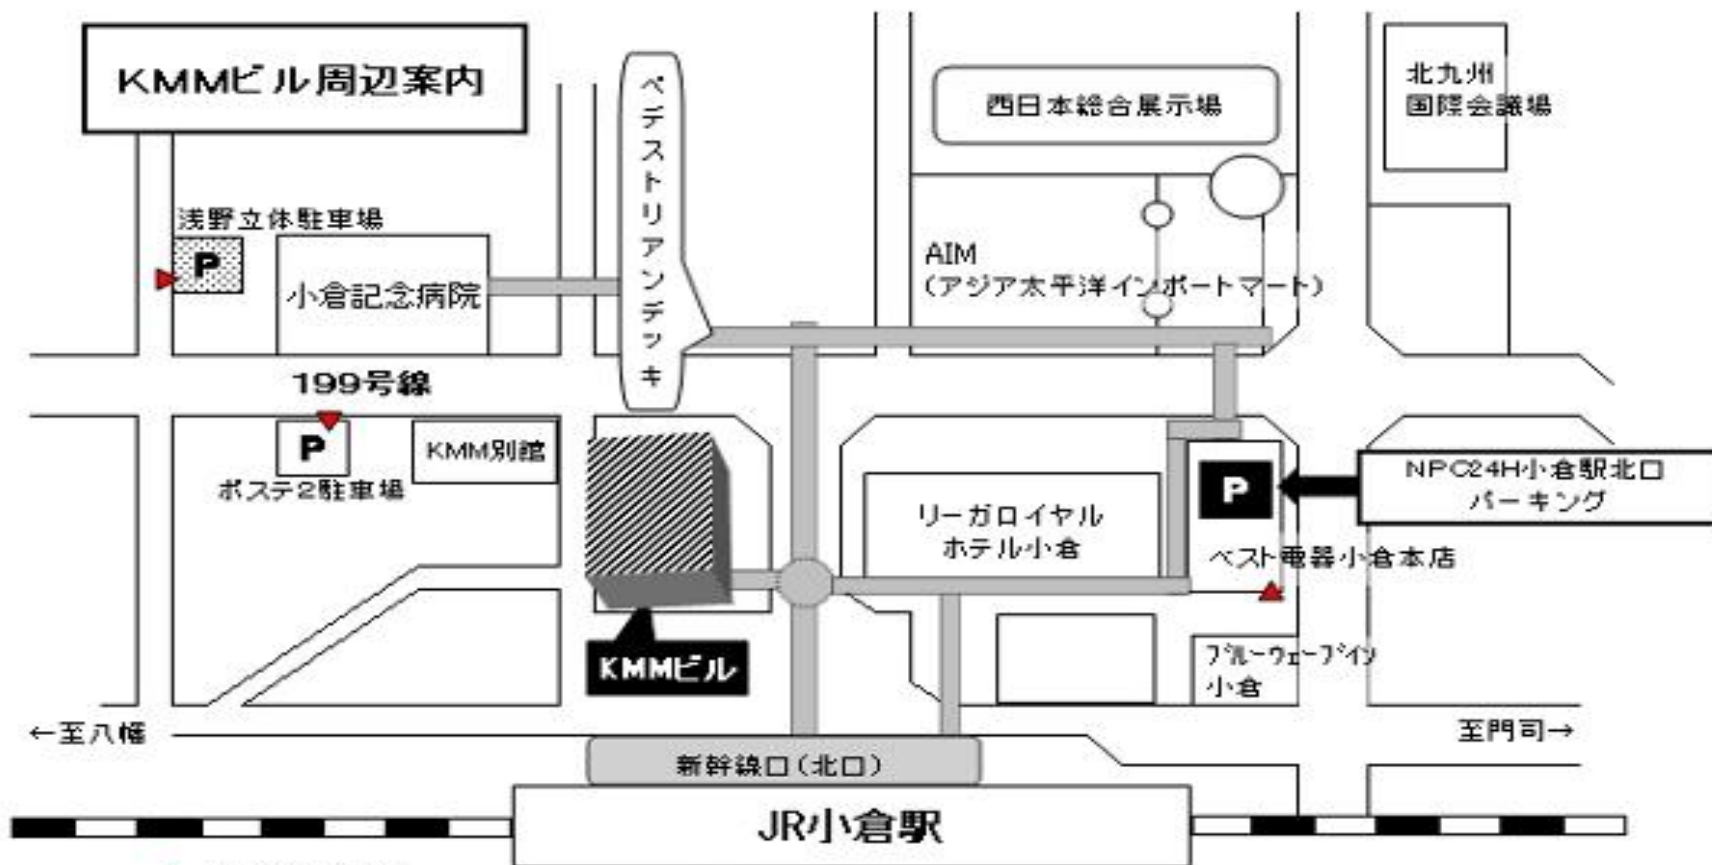 KMMビル周辺案内
ペデストリアンデッキ
西日本総合展示場
北九州
国際会議場
浅野立体駐車場
P
小倉記念病院
AIM
(アジア太平洋インポートマート)
199号線
P
KMM別館
ポステ2駐車場
リーガロイヤル
ホテル小倉
P
NPC24H小倉駅北口
パーキング
ベスト電器小倉本店
KMMビル
ブルーウェーブイン
小倉
←至八幡
至門司→
新幹線口(北口)
JR小倉駅